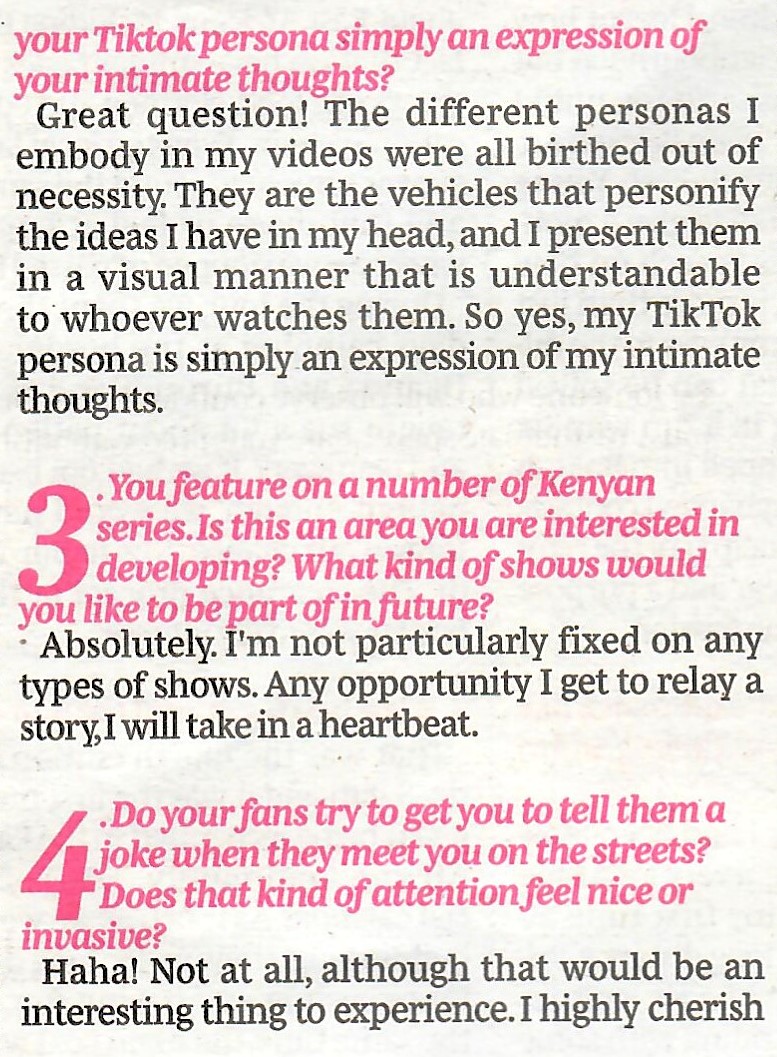 your Tiktok persona simply an expression of
your intimate thoughts?
Great question! The different personas I
embody in my videos were all birthed out of
necessity. They are the vehicles that personify
the ideas I have in my head, and I present them
in a visual manner that is understandable
to whoever watches them. So yes, my TikTok
persona is simply an expression of my intimate
thoughts.
3. You feature on a number of Kenyan
series. Is this an area you are interested in
developing? What kind of shows would
you like to be part of in future?
Absolutely. I'm not particularly fixed on any
types of shows. Any opportunity I get to relay a
story, I will take in a heartbeat.
4. Do your fans try to get you to tell them a
joke when they meet you on the streets?
Does that kind of attention feel nice or
invasive?
Haha! Not at all, although that would be an
interesting thing to experience. I highly cherish